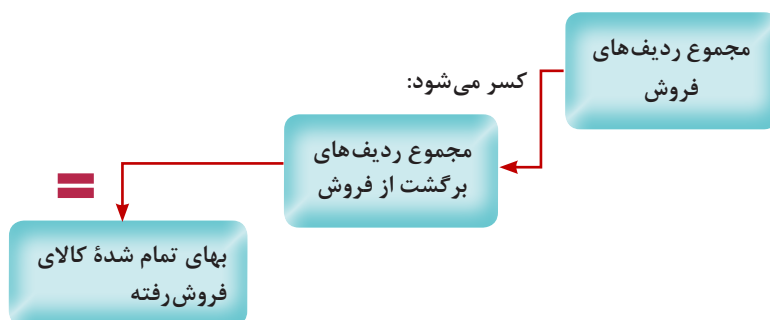 مجموع ردیف‌های
فروش
کسر می‌شود:
مجموع ردیف‌های
برگشت از فروش
=
بهای تمام شدهٔ کالای
فروش‌رفته